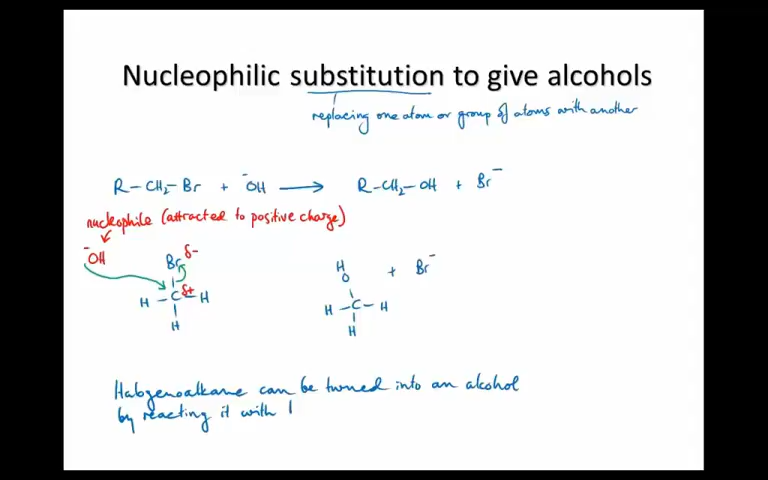 Nucleophilic substitution to give alcohols
replacing one atom or group of atoms with another
R-CH₂-Br + ⁻OH ⟶ R-CH₂-OH + Br⁻
nucleophile (attracted to positive charge)
⁻OH Br δ- H O + Br⁻
H - C δ+ - H H - C - H
H H
Halogenoalkane can be turned into an alcohol
by reacting it with